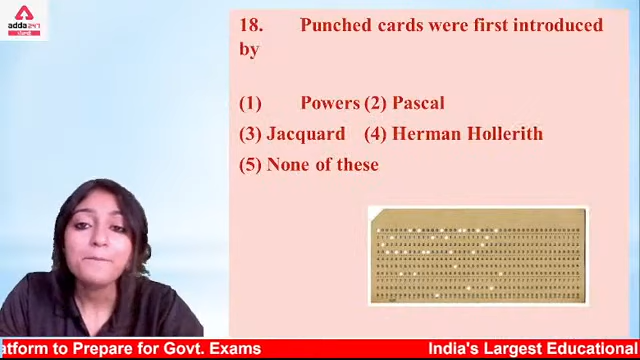 adda247
18. Punched cards were first introduced
by
(1) Powers (2) Pascal
(3) Jacquard (4) Herman Hollerith
(5) None of these
atform to Prepare for Govt. Exams India's Largest Educational